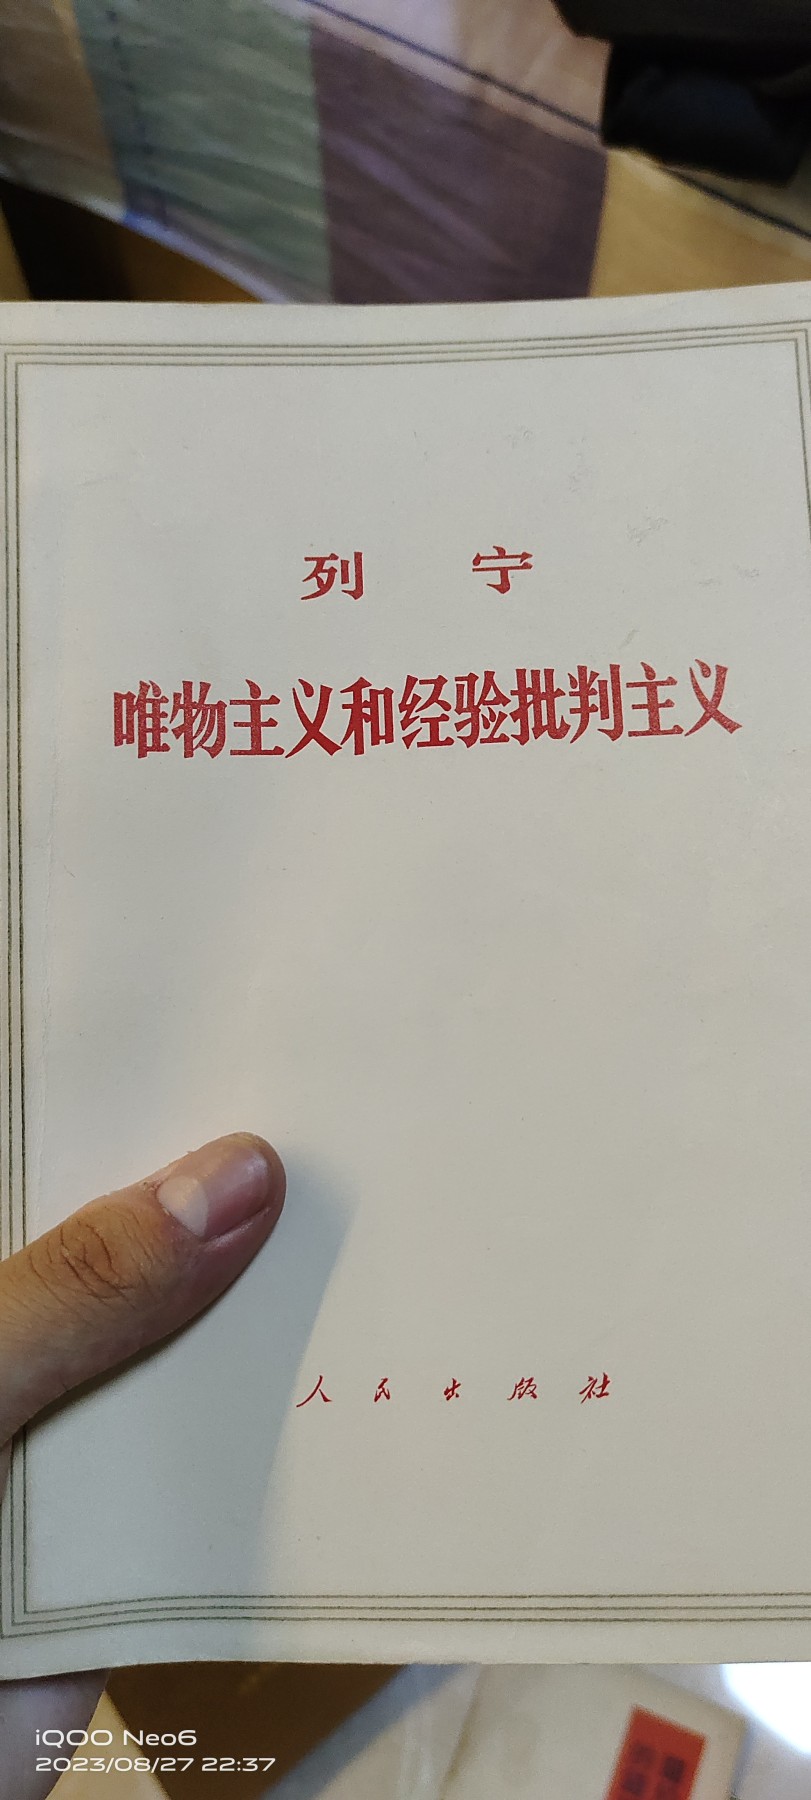 列 宁
唯物主义和经验批判主义
人民出版社
iQOO Neo6
2023/08/27 22:37